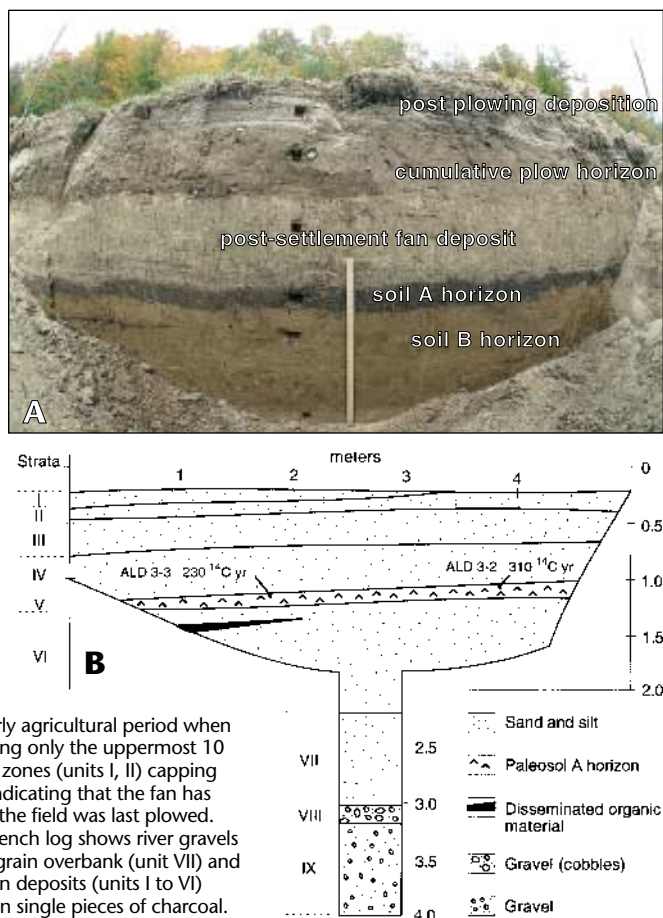 post plowing deposition
cumulative plow horizon
post-settlement fan deposit
soil A horizon
soil B horizon
A
Strata
meters
1 2 3 4
0
I
II
0.5
III
IV
ALD 3-3 230 14C yr
ALD 3-2 310 14C yr
1.0
V
B
1.5
VI
2.0
VII
2.5
VIII
3.0
IX
3.5
4.0
Sand and silt
Paleosol A horizon
Disseminated organic
material
Gravel (cobbles)
Gravel
rly agricultural period when
ng only the uppermost 10
zones (units I, II) capping
ndicating that the fan has
the field was last plowed.
ench log shows river gravels
grain overbank (unit VII) and
n deposits (units I to VI)
n single pieces of charcoal.